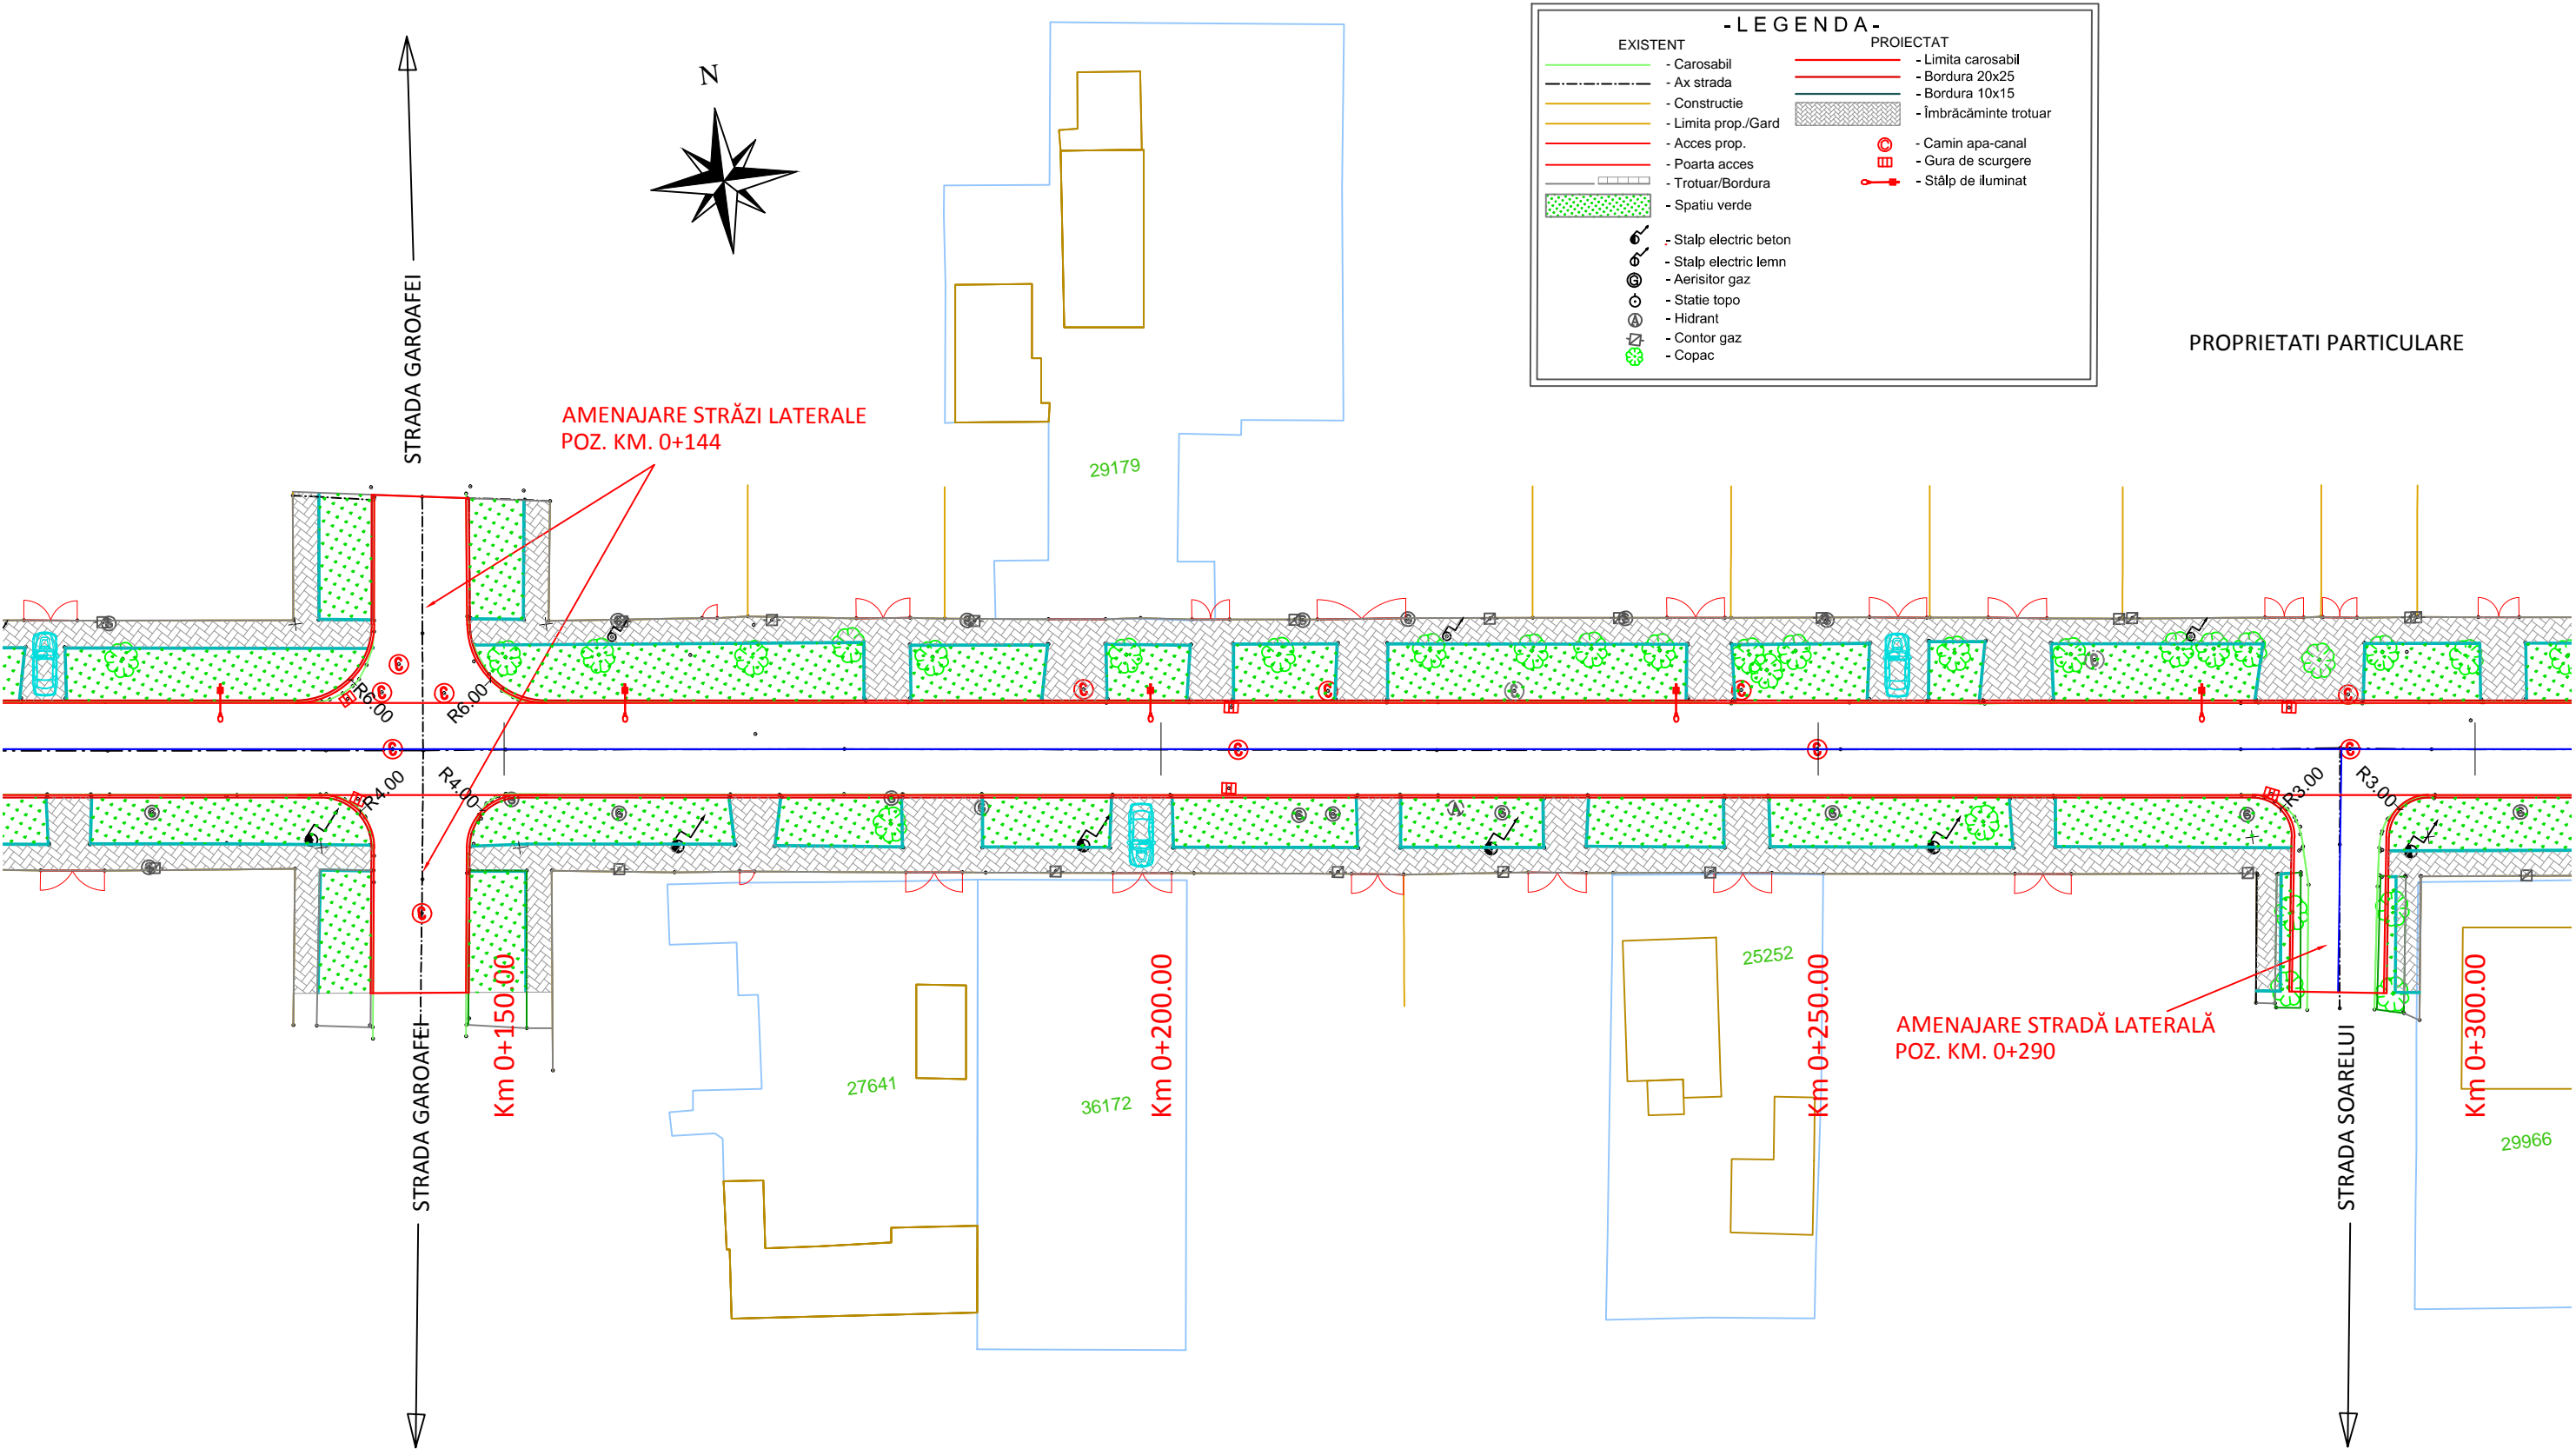 - L E G E N D A -
EXISTENT
- Carosabil
- Ax strada
- Constructie
- Limita prop./Gard
- Acces prop.
- Poarta acces
- Trotuar/Bordura
- Spatiu verde
- Stalp electric beton
- Stalp electric lemn
- Aerisitor gaz
- Statie topo
- Hidrant
- Contor gaz
- Copac
PROIECTAT
- Limita carosabil
- Bordura 20x25
- Bordura 10x15
- Îmbrăcăminte trotuar
- Camin apa-canal
- Gura de scurgere
- Stâlp de iluminat
N
STRADA GAROAFEI
AMENAJARE STRĂZI LATERALE
POZ. KM. 0+144
29179
PROPRIETATI PARTICULARE
R6.00
R6.00
R4.00
R4.00
R3.00
R3.00
STRADA GAROAFEI
Km 0+150.00
27641
36172
Km 0+200.00
25252
Km 0+250.00
AMENAJARE STRADĂ LATERALĂ
POZ. KM. 0+290
STRADA SOARELUI
Km 0+300.00
29966